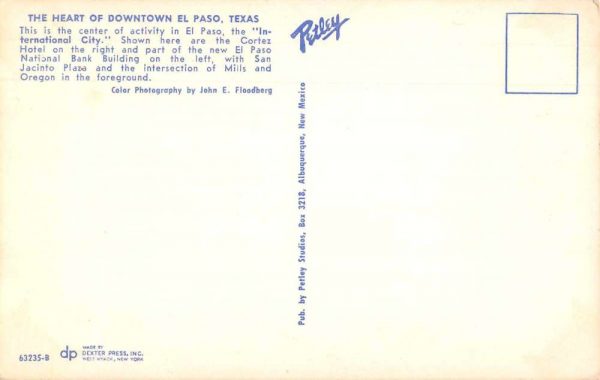 THE HEART OF DOWNTOWN EL PASO, TEXAS
This is the center of activity in El Paso, the "In-
ternational City." Shown here are the Cortez
Hotel on the right and part of the new El Paso
National Bank Building on the left, with San
Jacinto Plaza and the intersection of Mills and
Oregon in the foreground.
Color Photography by John E. Floodberg
Petley
Pub. by Petley Studios, Box 3218, Albuquerque, New Mexico
63235-B
dp
MADE BY
DEXTER PRESS, INC.
WEST NYACK, NEW YORK